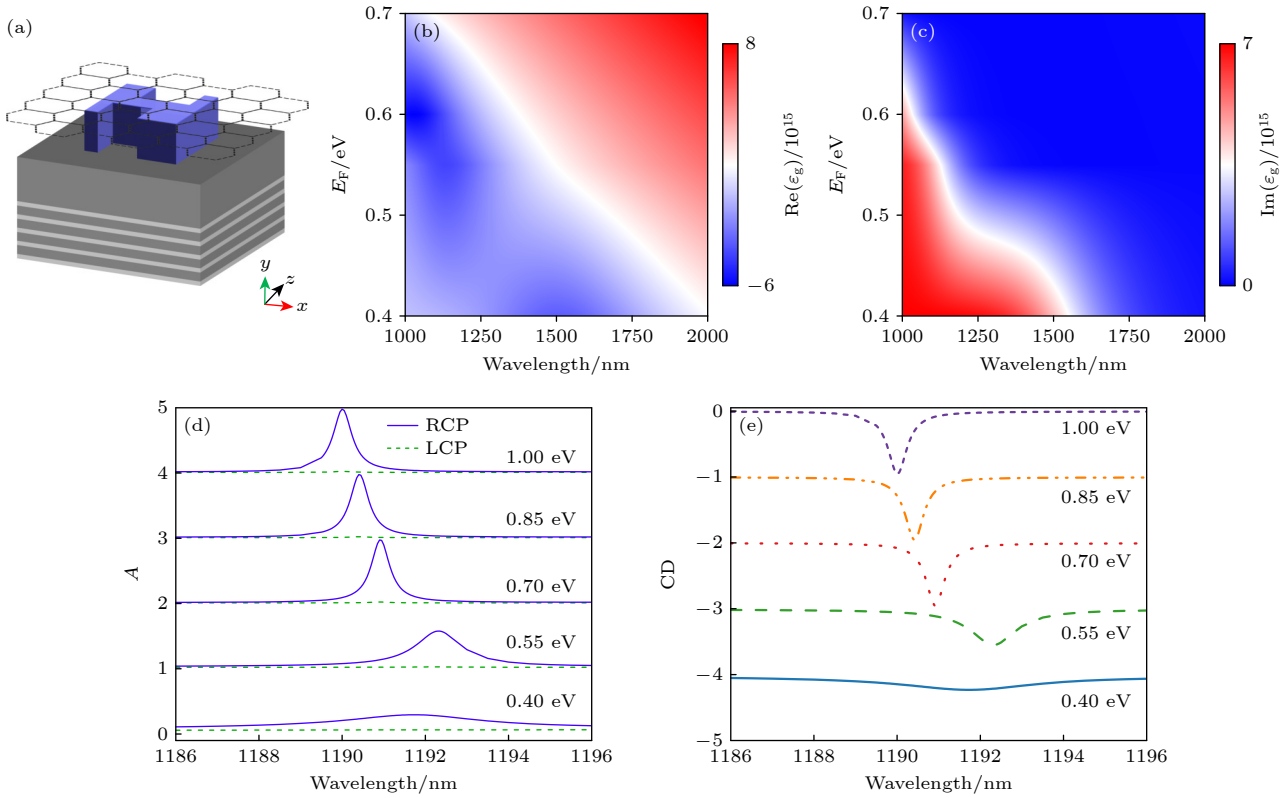 (a)
y
z
x
(b)
0.7
0.6
0.5
0.4
E_F/eV
1000 1250 1500 1750 2000
Wavelength/nm
8
−6
Re(ε_g)/10^15
(c)
0.7
0.6
0.5
0.4
E_F/eV
1000 1250 1500 1750 2000
Wavelength/nm
7
0
Im(ε_g)/10^15
(d)
RCP
LCP
5
4
3
2
1
0
A
1.00 eV
0.85 eV
0.70 eV
0.55 eV
0.40 eV
1186 1188 1190 1192 1194 1196
Wavelength/nm
(e)
0
−1
−2
−3
−4
−5
CD
1.00 eV
0.85 eV
0.70 eV
0.55 eV
0.40 eV
1186 1188 1190 1192 1194 1196
Wavelength/nm